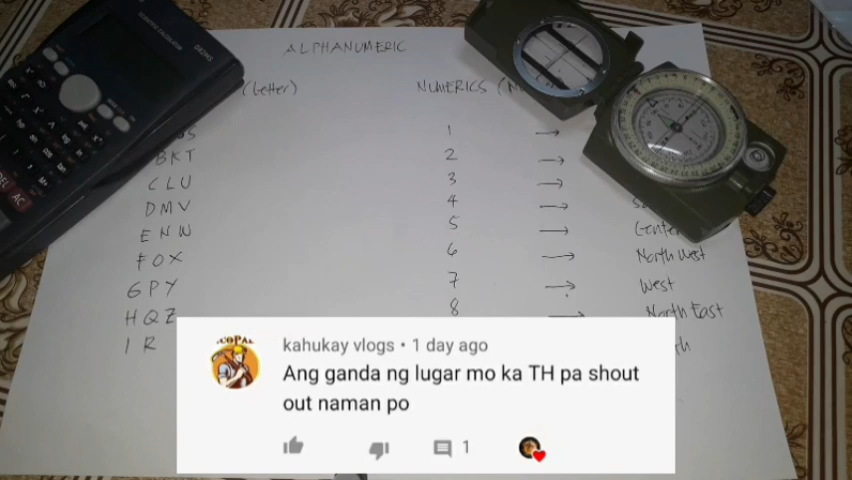 ALPHANUMERIC
(Letter) NUMERICS
1 →
BKT 2 →
CLU 3 →
DMV 4 →
ENW 5 → Center
FOX 6 → North West
GPY 7 → West
HQZ 8 → North East
IR
kahukay vlogs • 1 day ago
Ang ganda ng lugar mo ka TH pa shout
out naman po
1